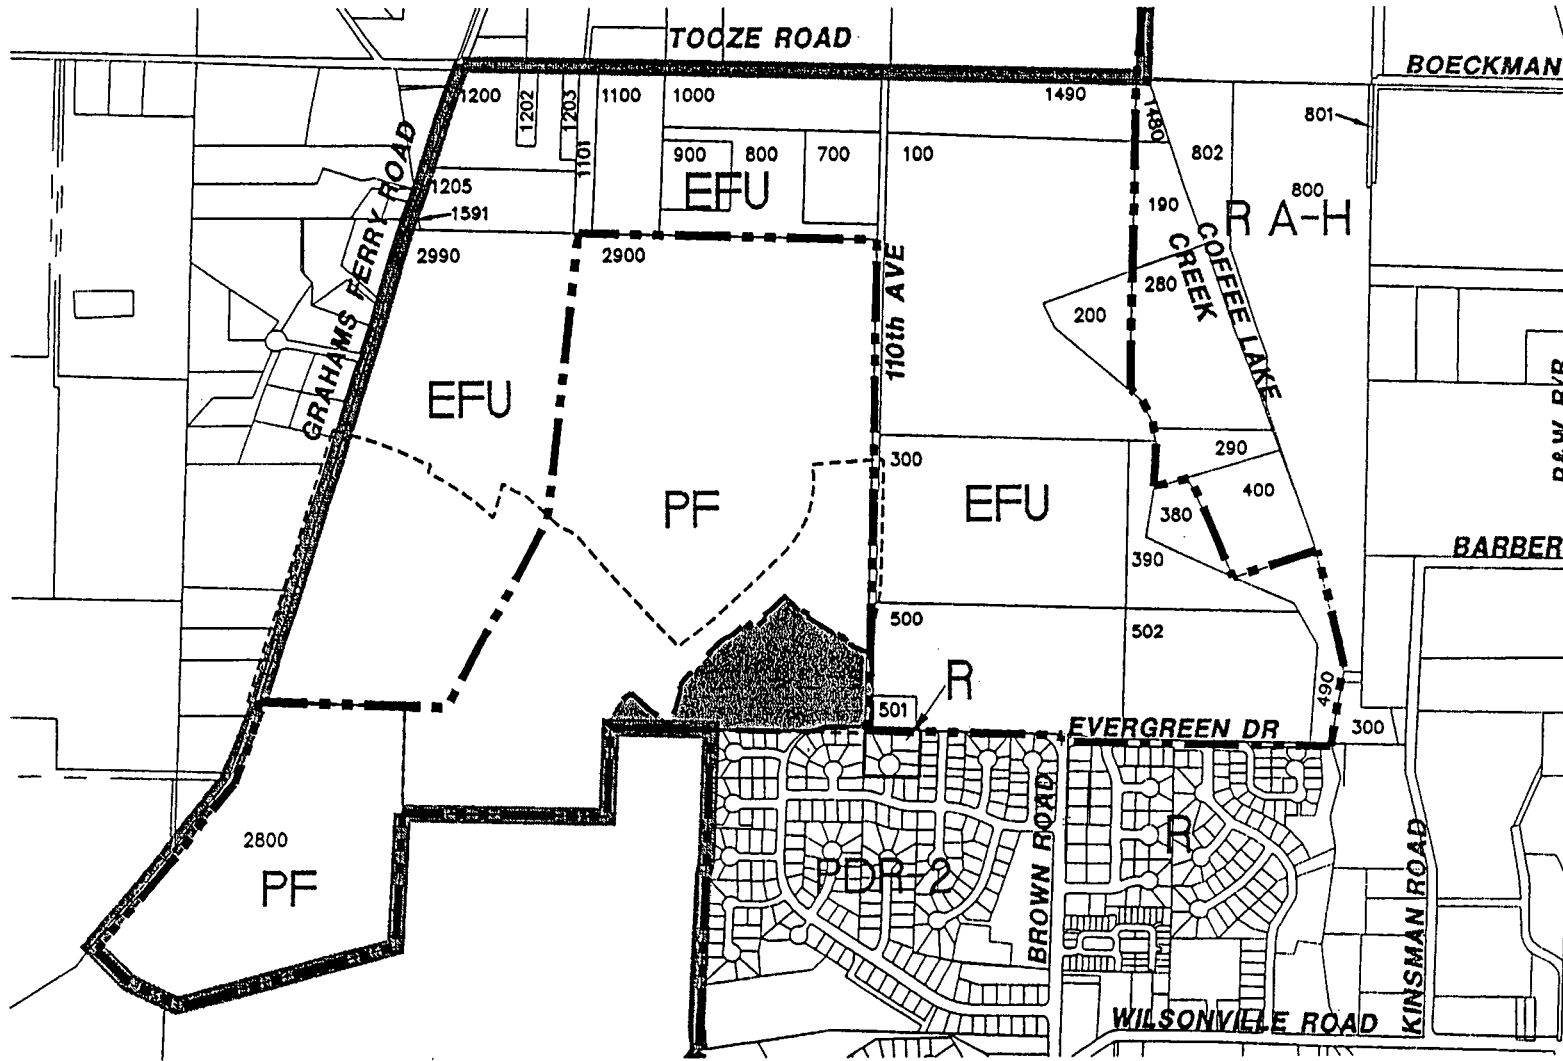 TOOZE ROAD
BOECKMAN
1200
1202
1203
1100
1000
1490
1480
801
1101
900
800
700
100
802
EFU
1205
1591
190
800
R A-H
GRAHAMS FERRY ROAD
2990
2900
110th AVE
280
COFFEE LAKE
CREEK
200
EFU
R&W R/R
290
300
400
PF
EFU
380
BARBER
390
500
502
R
490
501
EVERGREEN DR
300
2800
PF
PDR-2
BROWN ROAD
R
KINSMAN ROAD
WILSONVILLE ROAD